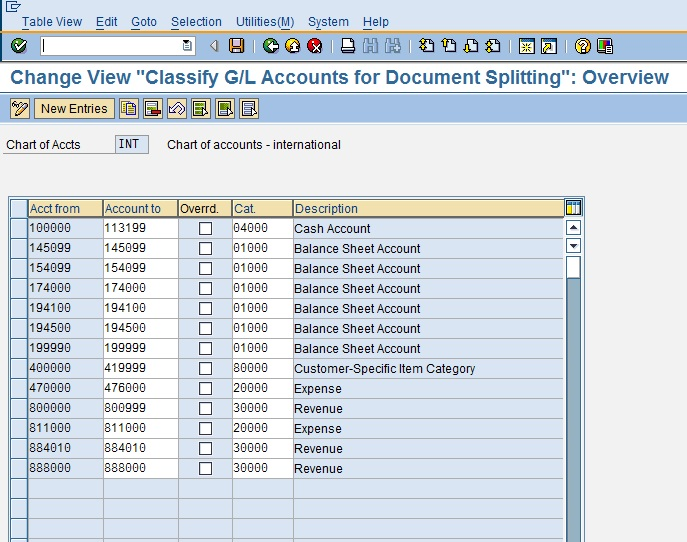 Table View Edit Goto Selection Utilities(M) System Help
Change View "Classify G/L Accounts for Document Splitting": Overview
New Entries
Chart of Accts INT Chart of accounts - international
Acct from Account to Overrd. Cat. Description
100000 113199 04000 Cash Account
145099 145099 01000 Balance Sheet Account
154099 154099 01000 Balance Sheet Account
174000 174000 01000 Balance Sheet Account
194100 194100 01000 Balance Sheet Account
194500 194500 01000 Balance Sheet Account
199990 199999 01000 Balance Sheet Account
400000 419999 80000 Customer-Specific Item Category
470000 476000 20000 Expense
800000 800999 30000 Revenue
811000 811000 20000 Expense
884010 884010 30000 Revenue
888000 888000 30000 Revenue